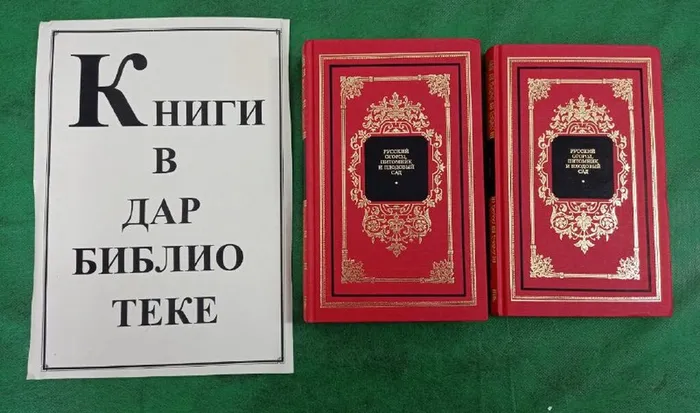 Книги
в
дар
библио
теке
РУССКИЙ
ОГОРОД,
ПИТОМНИК
И ПЛОДОВЫЙ
САД
РУССКИЙ
ОГОРОД,
ПИТОМНИК
И ПЛОДОВЫЙ
САД